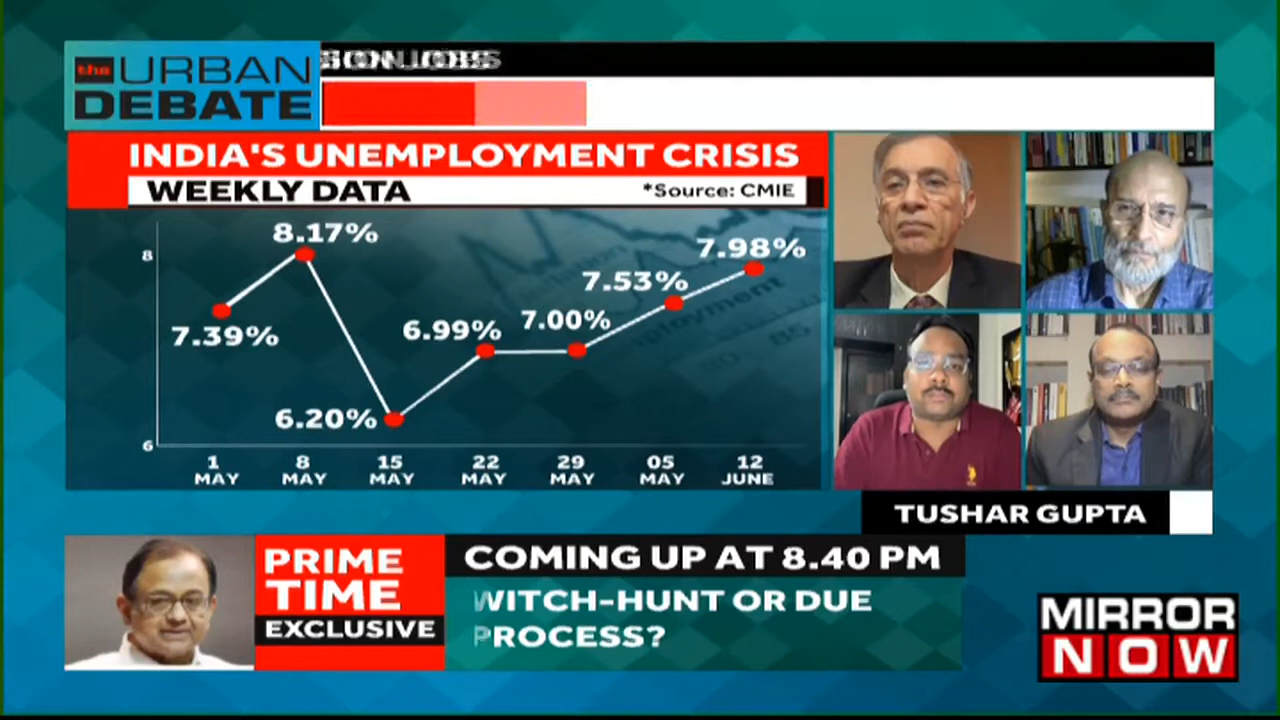 the URBAN
DEBATE
JOBS
INDIA'S UNEMPLOYMENT CRISIS
WEEKLY DATA
*Source: CMIE
8
6
7.39%
8.17%
6.20%
6.99%
7.00%
7.53%
7.98%
1 MAY
8 MAY
15 MAY
22 MAY
29 MAY
05 MAY
12 JUNE
TUSHAR GUPTA
PRIME
TIME
EXCLUSIVE
COMING UP AT 8.40 PM
WITCH-HUNT OR DUE
PROCESS?
MIRROR
NOW